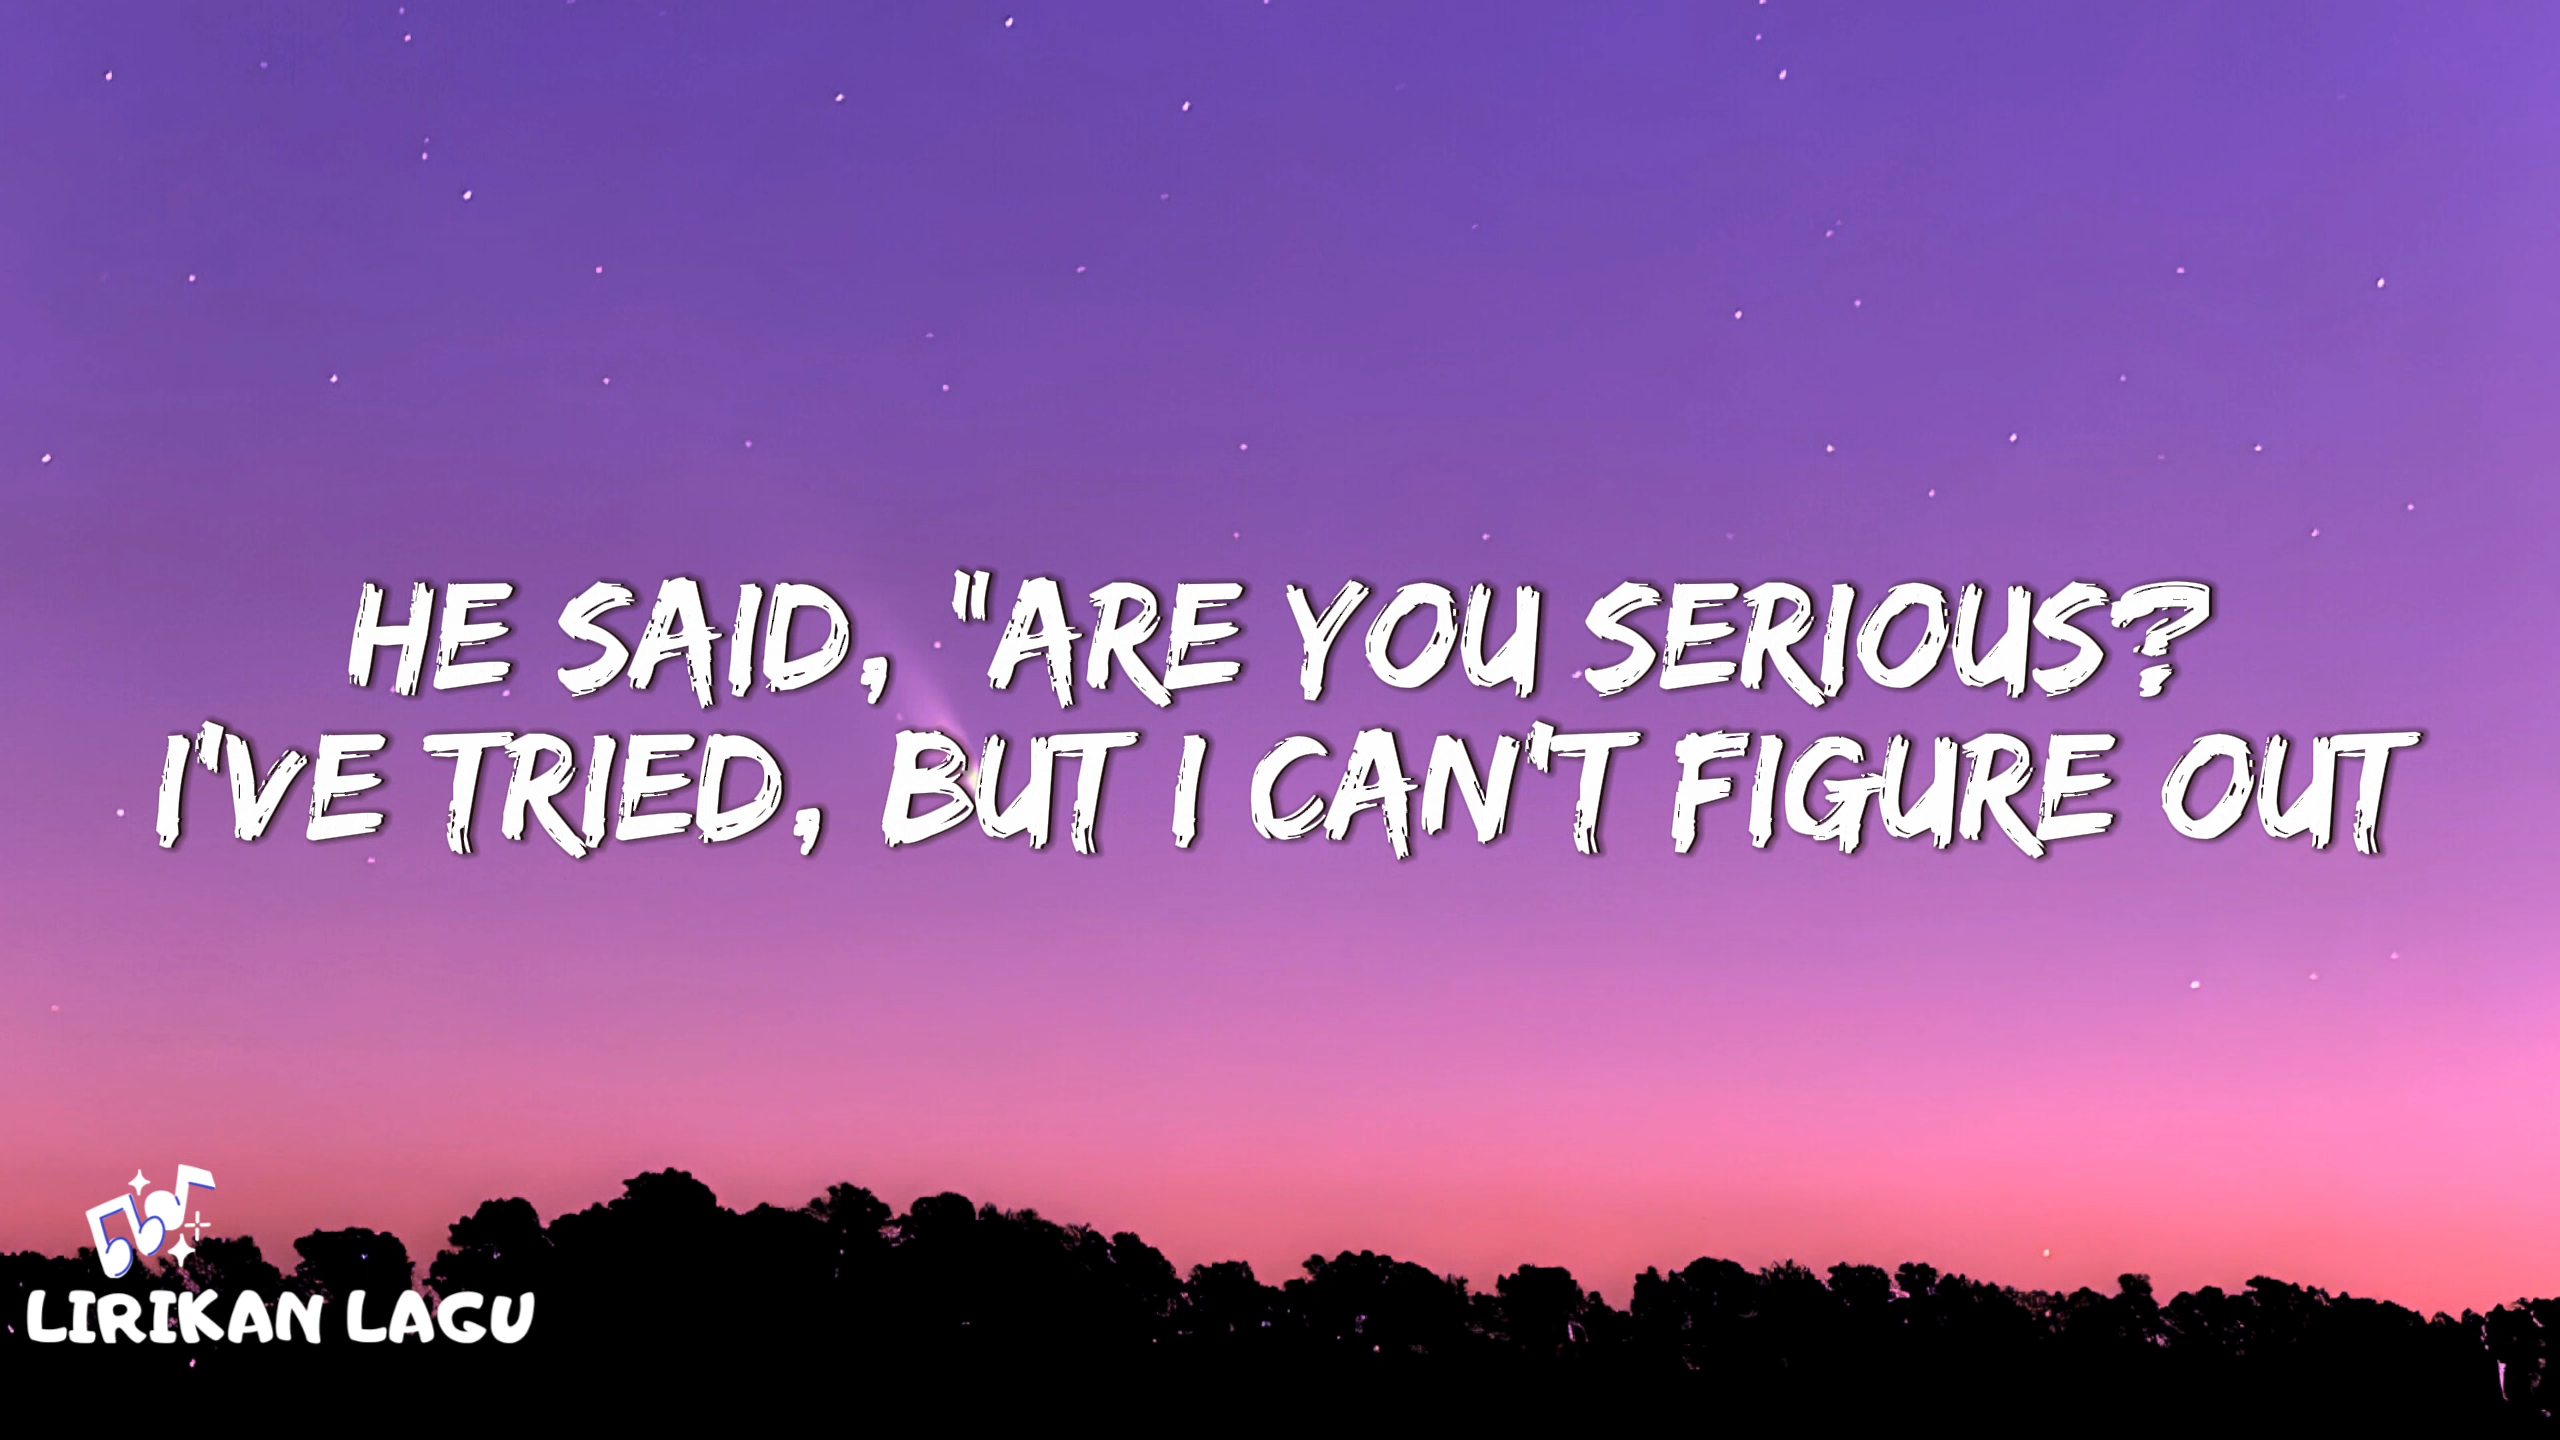 HE SAID, "ARE YOU SERIOUS?
I'VE TRIED, BUT I CAN'T FIGURE OUT
LIRIKAN LAGU